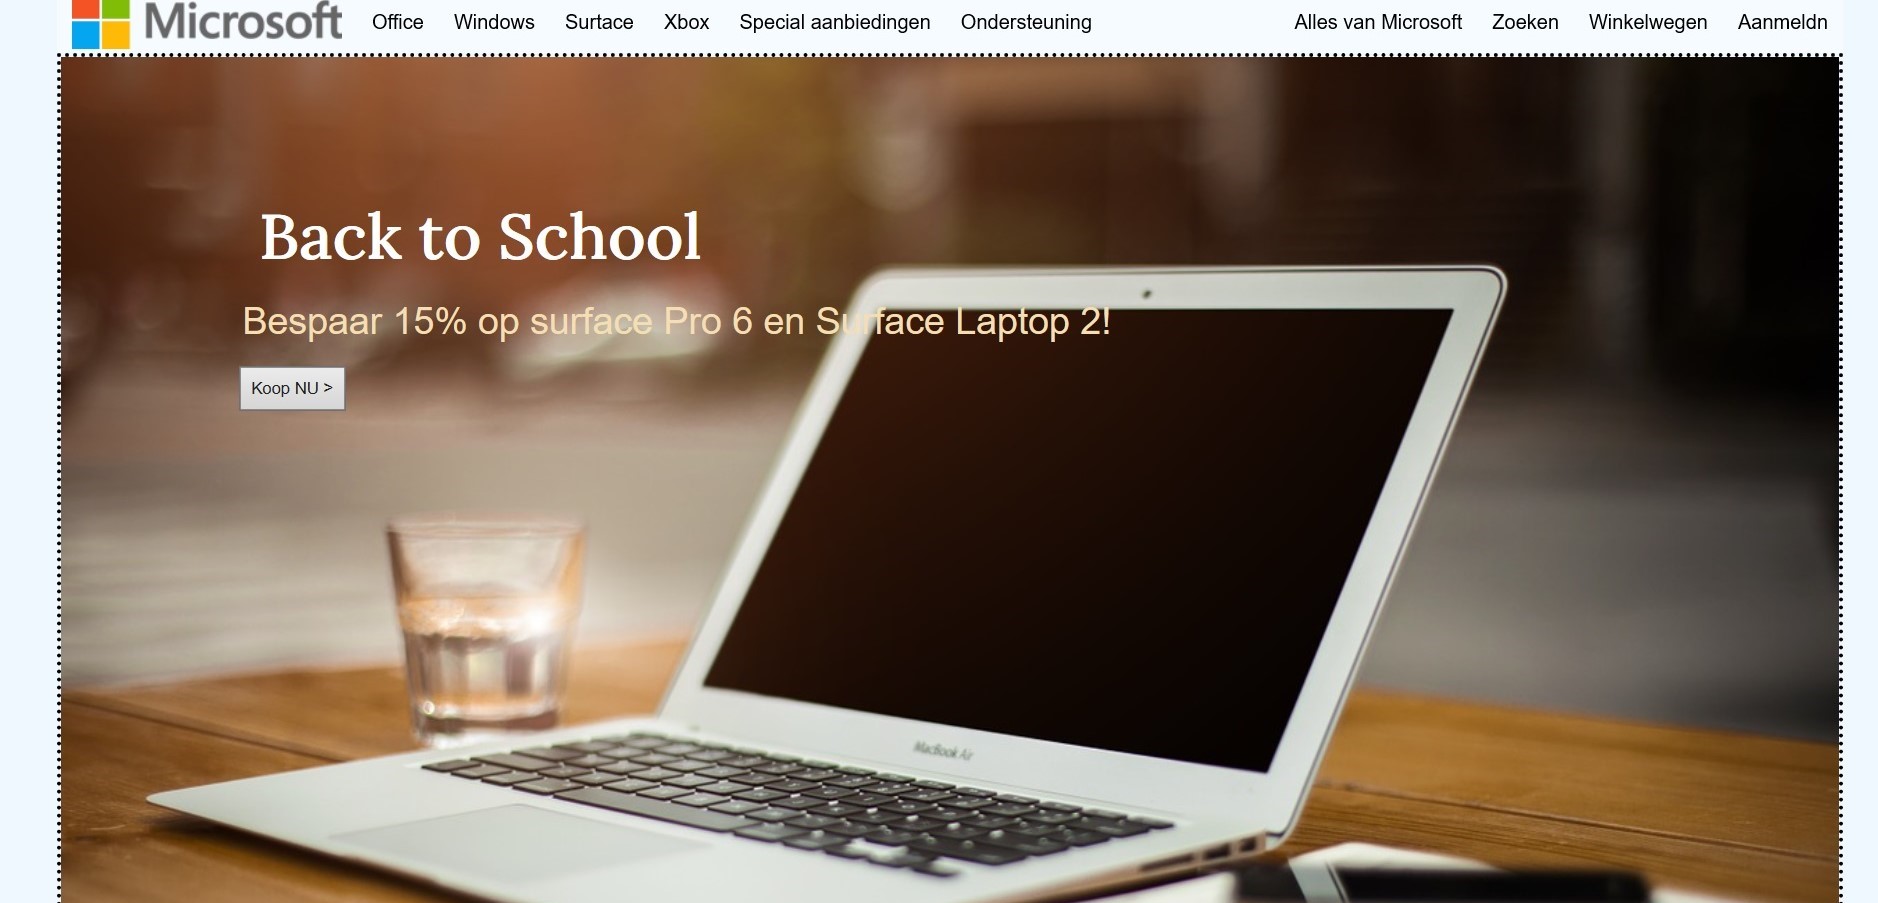 Microsoft Office Windows Surtace Xbox Special aanbiedingen Ondersteuning Alles van Microsoft Zoeken Winkelwegen Aanmeldn
Back to School
Bespaar 15% op surface Pro 6 en Surface Laptop 2!
Koop NU >
MacBook Air